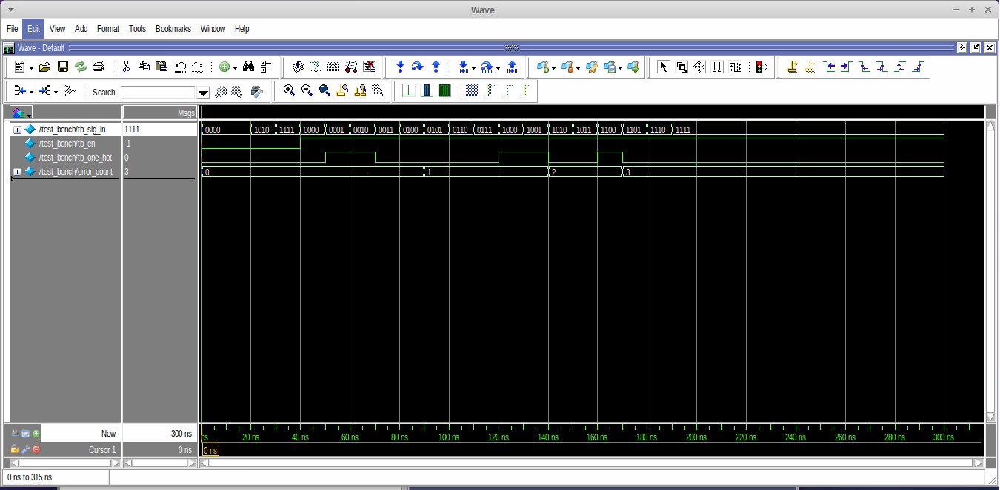 Wave
File Edit View Add Format Tools Bookmarks Window Help
Wave - Default
Search:
Msgs
/test_bench/tb_sig_in 1111 0000 1010 1111 0000 0001 0010 0011 0100 0101 0110 0111 1000 1001 1010 1011 1100 1101 1110 1111
/test_bench/tb_en -1
/test_bench/tb_one_hot 0
/test_bench/error_count 3 0 1 2 3
Now 300 ns ns 20 ns 40 ns 60 ns 80 ns 100 ns 120 ns 140 ns 160 ns 180 ns 200 ns 220 ns 240 ns 260 ns 280 ns 300 ns
Cursor 1 0 ns 0 ns
0 ns to 315 ns